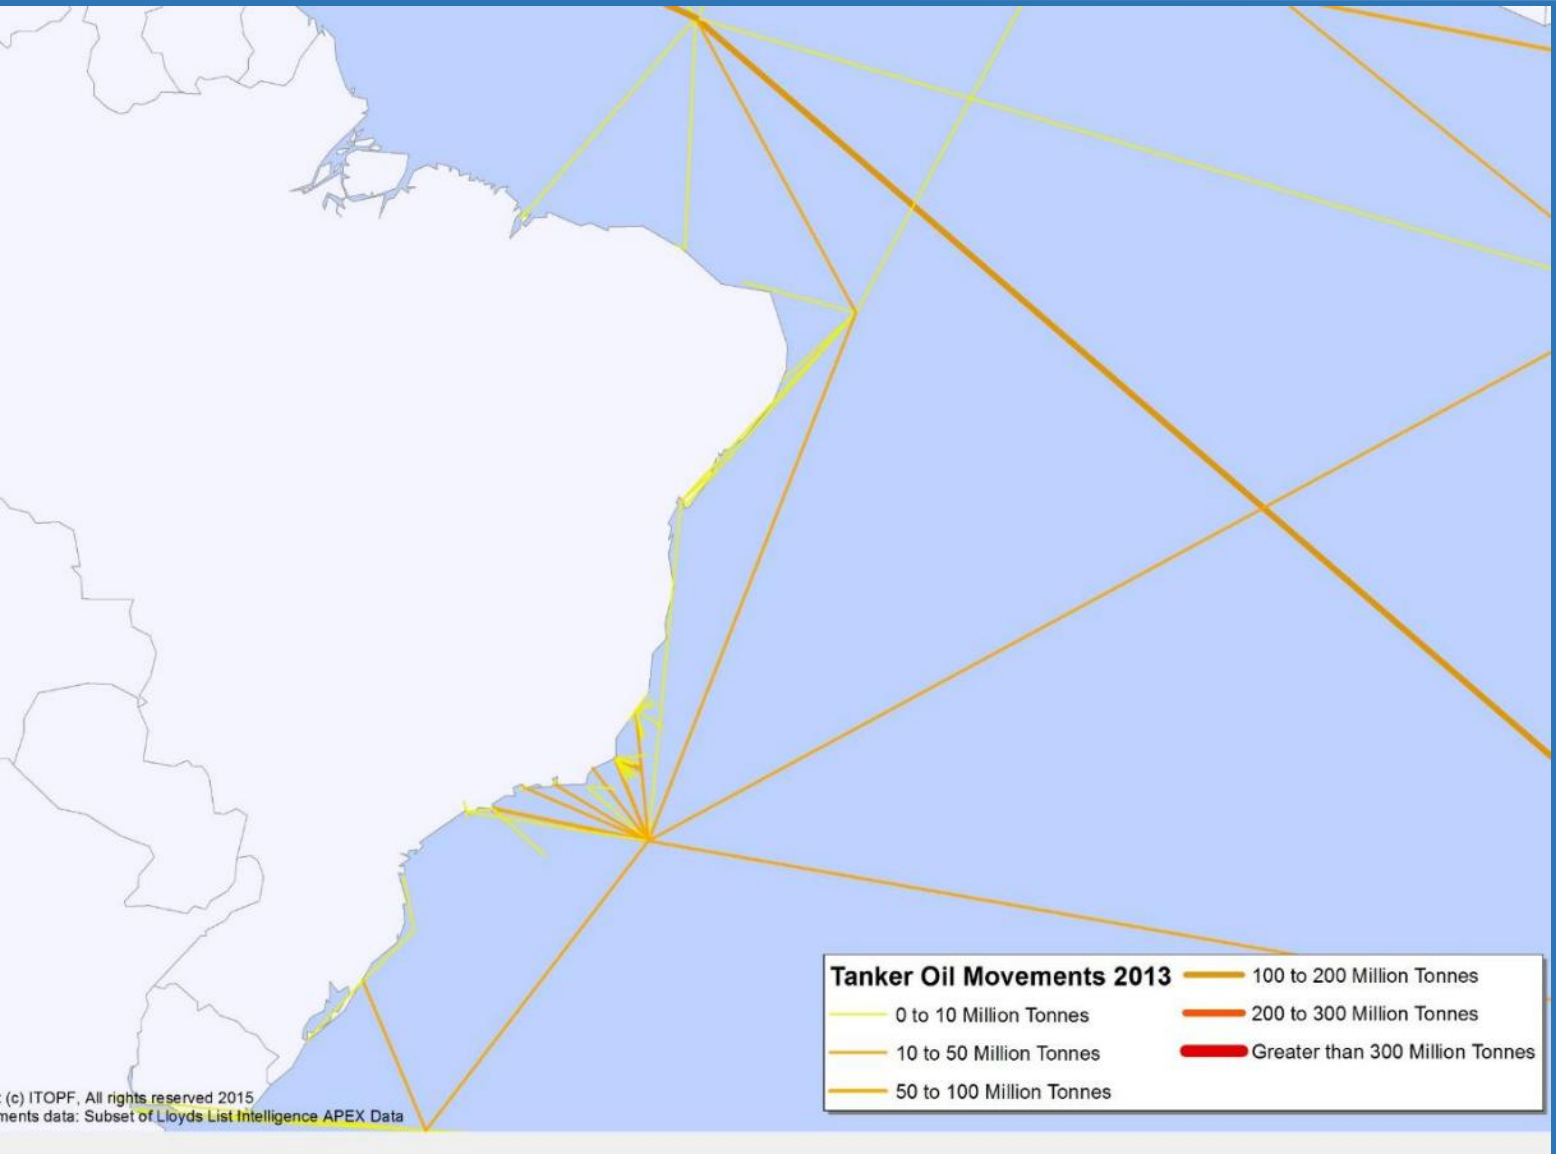 Tanker Oil Movements 2013
0 to 10 Million Tonnes
10 to 50 Million Tonnes
50 to 100 Million Tonnes
100 to 200 Million Tonnes
200 to 300 Million Tonnes
Greater than 300 Million Tonnes
(c) ITOPF, All rights reserved 2015
data: Subset of Lloyds List Intelligence APEX Data